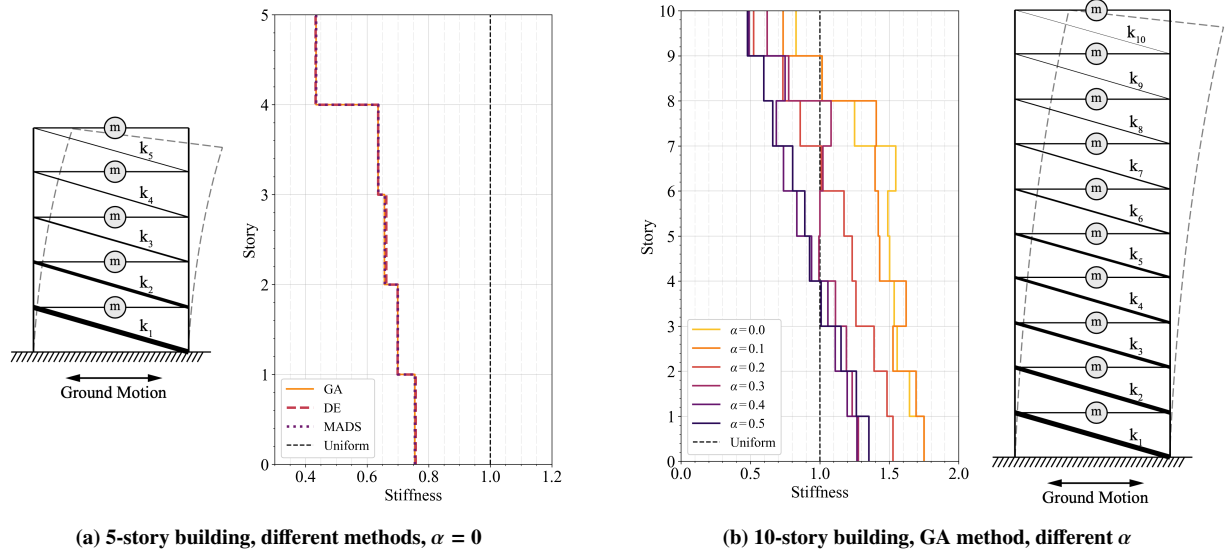 m
k5
m
k4
m
k3
m
k2
m
k1
Ground Motion
Story
5
4
3
2
1
0
GA
DE
MADS
Uniform
0.4 0.6 0.8 1.0 1.2
Stiffness
(a) 5-story building, different methods, α = 0
Story
10
9
8
7
6
5
4
3
2
1
0
α = 0.0
α = 0.1
α = 0.2
α = 0.3
α = 0.4
α = 0.5
Uniform
0.0 0.5 1.0 1.5 2.0
Stiffness
m
k10
m
k9
m
k8
m
k7
m
k6
m
k5
m
k4
m
k3
m
k2
m
k1
Ground Motion
(b) 10-story building, GA method, different α